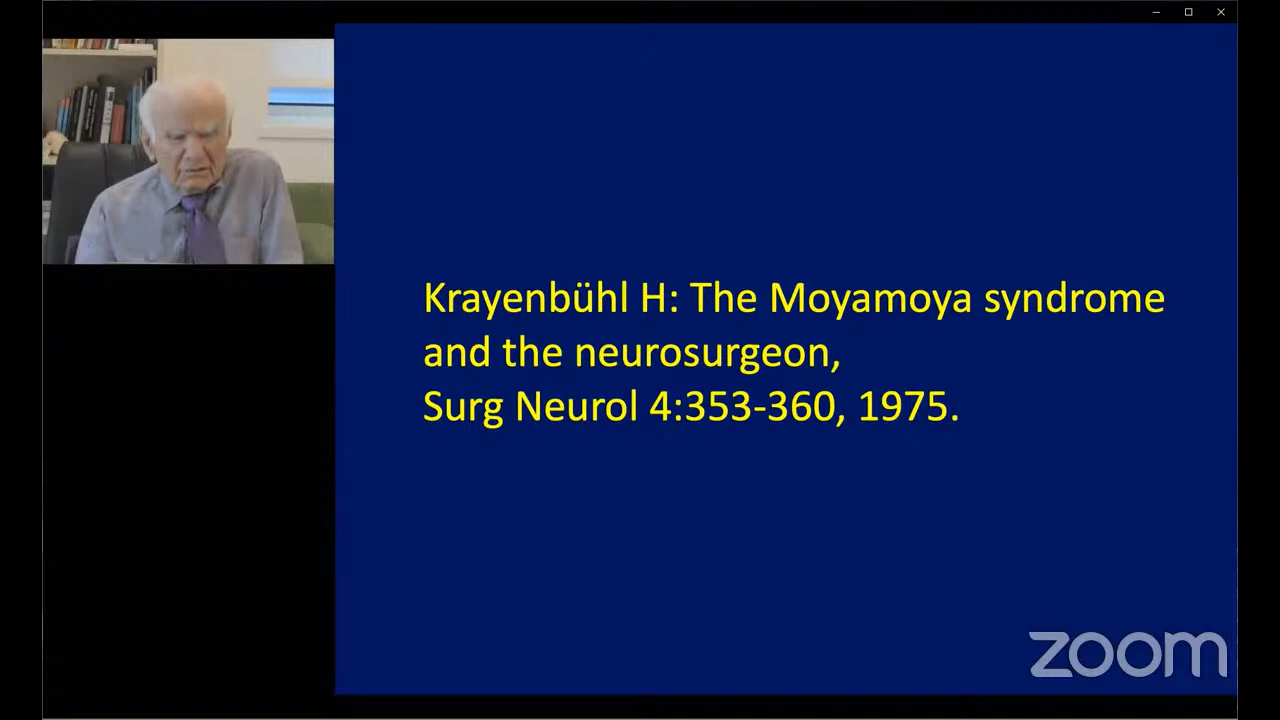 Krayenbühl H: The Moyamoya syndrome
and the neurosurgeon,
Surg Neurol 4:353-360, 1975.
zoom